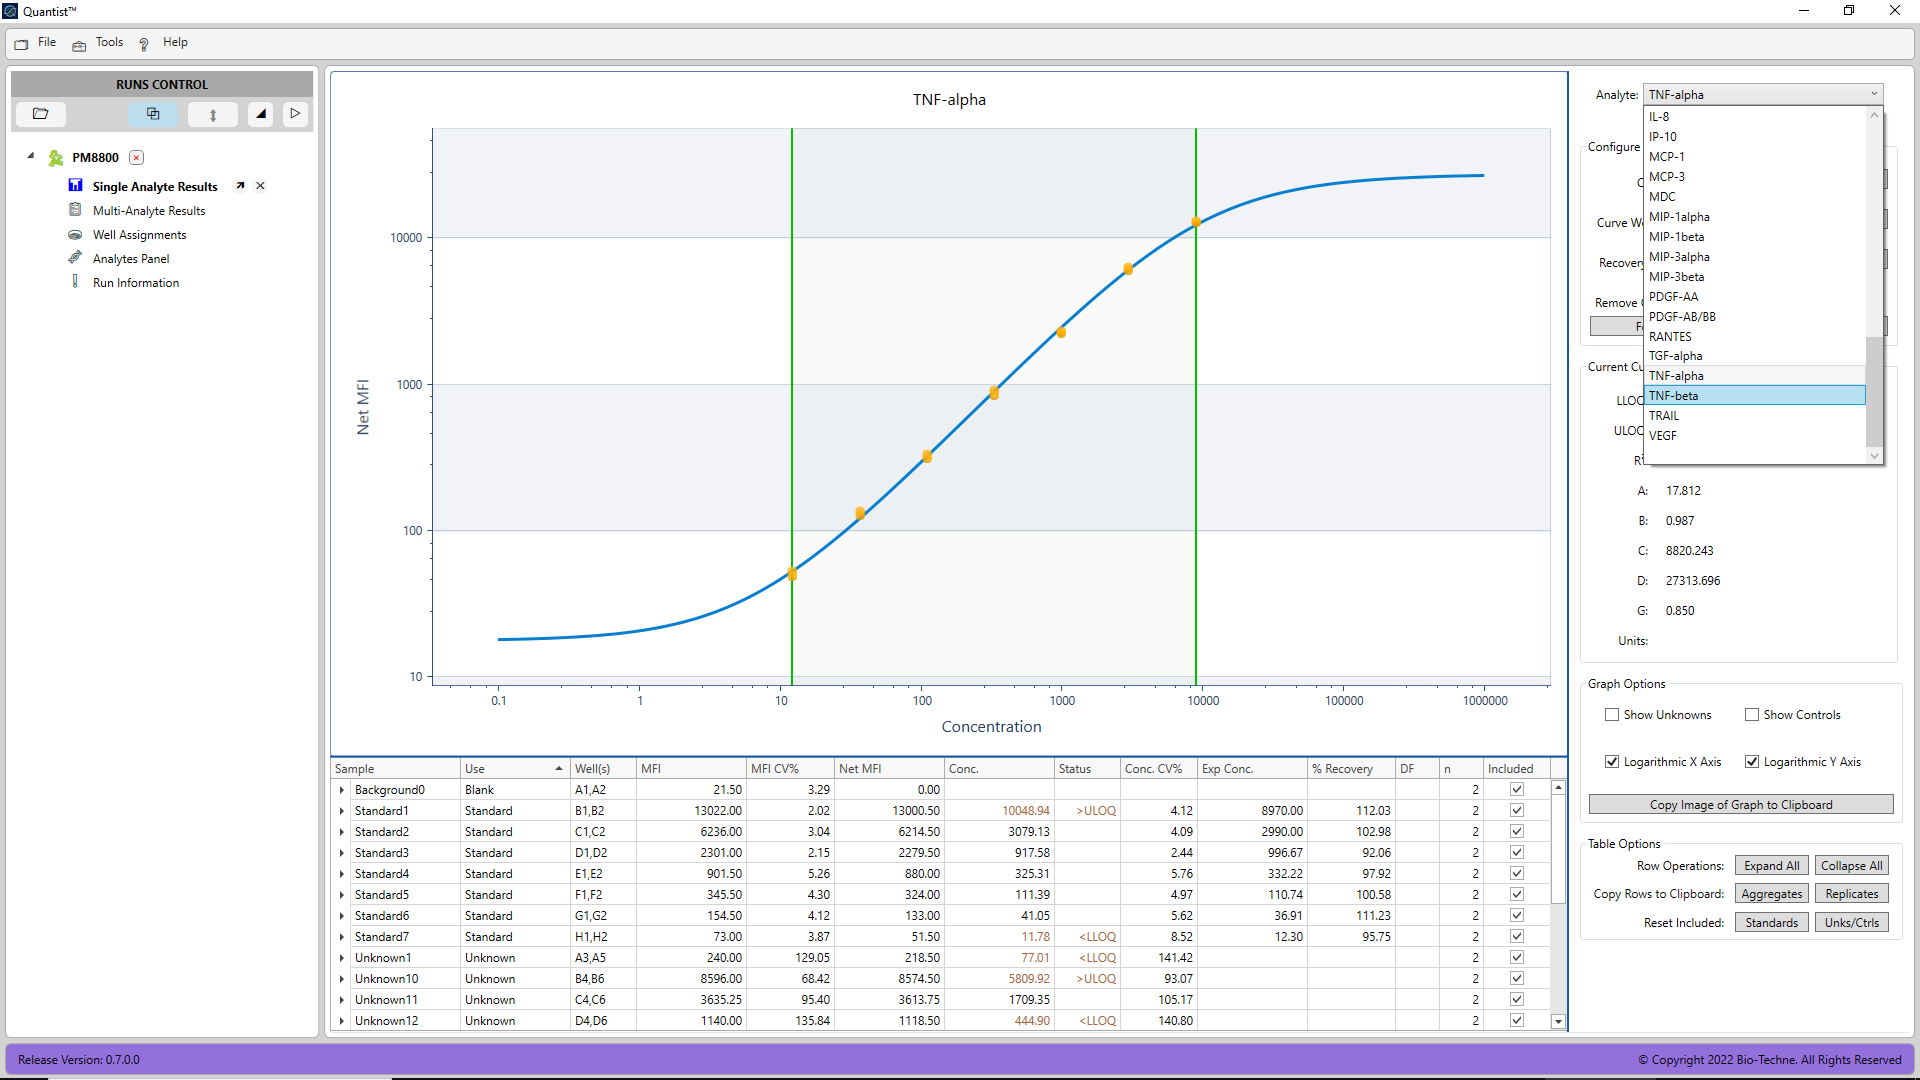 Quantist™
File Tools ? Help
RUNS CONTROL
PM8800
Single Analyte Results
Multi-Analyte Results
Well Assignments
Analytes Panel
Run Information
TNF-alpha
Net MFI
10000
1000
100
10
0.1 1 10 100 1000 10000 100000 1000000
Concentration
Sample Use Well(s) MFI MFI CV% Net MFI Conc. Status Conc. CV% Exp Conc. % Recovery DF n Included
Background0 Blank A1,A2 21.50 3.29 0.00 2
Standard1 Standard B1,B2 13022.00 2.02 13000.50 10048.94 >ULOQ 4.12 8970.00 112.03 2
Standard2 Standard C1,C2 6236.00 3.04 6214.50 3079.13 4.09 2990.00 102.98 2
Standard3 Standard D1,D2 2301.00 2.15 2279.50 917.58 2.44 996.67 92.06 2
Standard4 Standard E1,E2 901.50 5.26 880.00 325.31 5.76 332.22 97.92 2
Standard5 Standard F1,F2 345.50 4.30 324.00 111.39 4.97 110.74 100.58 2
Standard6 Standard G1,G2 154.50 4.12 133.00 41.05 5.62 36.91 111.23 2
Standard7 Standard H1,H2 73.00 3.87 51.50 11.78 <LLOQ 8.52 12.30 95.75 2
Unknown1 Unknown A3,A5 240.00 129.05 218.50 77.01 <LLOQ 141.42 2
Unknown10 Unknown B4,B6 8596.00 68.42 8574.50 5809.92 >ULOQ 93.07 2
Unknown11 Unknown C4,C6 3635.25 95.40 3613.75 1709.35 105.17 2
Unknown12 Unknown D4,D6 1140.00 135.84 1118.50 444.90 <LLOQ 140.80 2
Analyte: TNF-alpha
IL-8
IP-10
MCP-1
MCP-3
MDC
MIP-1alpha
MIP-1beta
MIP-3alpha
MIP-3beta
PDGF-AA
PDGF-AB/BB
RANTES
TGF-alpha
TNF-alpha
TNF-beta
TRAIL
VEGF
Configure
Curve
Recovery
Remove
Current
A: 17.812
B: 0.987
C: 8820.243
D: 27313.696
G: 0.850
Units:
Graph Options
Show Unknowns Show Controls
Logarithmic X Axis Logarithmic Y Axis
Copy Image of Graph to Clipboard
Table Options
Row Operations: Expand All Collapse All
Copy Rows to Clipboard: Aggregates Replicates
Reset Included: Standards Unks/Ctrls
Release Version: 0.7.0.0
© Copyright 2022 Bio-Techne. All Rights Reserved